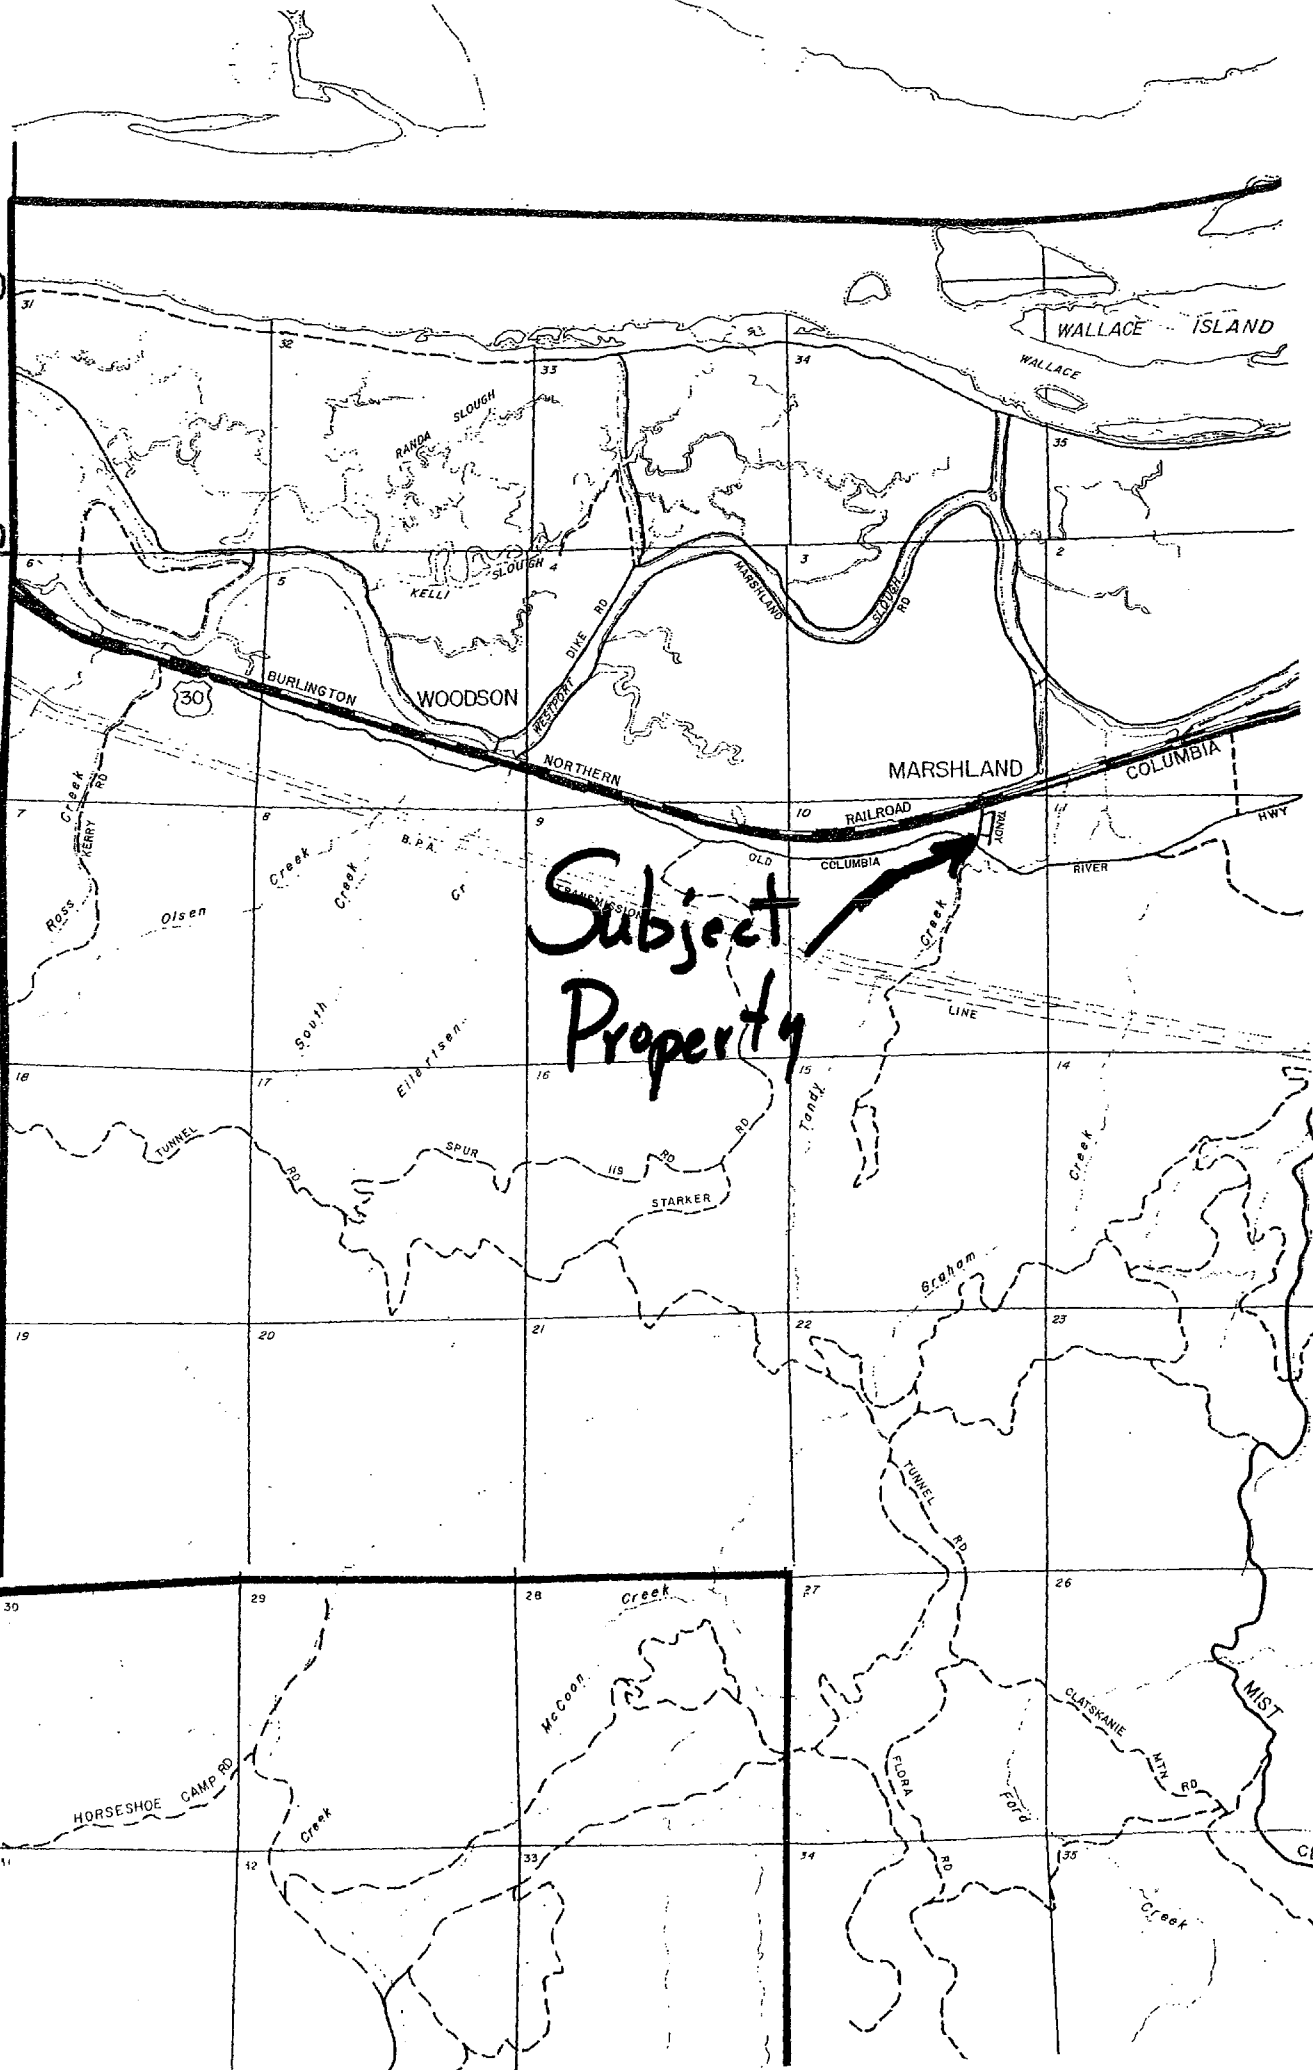 31
32
33
34
WALLACE ISLAND
WALLACE
35
RANDA SLOUGH
6
5
KELLI SLOUGH
4
3
2
MARSHLAND
SLOUGH
RD
WESTPORT DIKE RD
30
BURLINGTON
WOODSON
NORTHERN
MARSHLAND
COLUMBIA
7
8
9
10
RAILROAD
11
TANDY
HWY
Ross Creek
KERRY RD
B.P.A.
OLD
COLUMBIA
RIVER
Olsen Creek
Creek
Cr
TRANSMISSION
Subject
Property
Creek
LINE
South
Ellertsen
18
17
16
15
14
Tandy
Creek
TUNNEL
RD
SPUR
119
RD
RD
STARKER
Graham
19
20
21
22
23
TUNNEL
RD
30
29
28
Creek
27
26
McCoon
MIST
CLATSKANIE
MTN
RD
HORSESHOE CAMP RD
Creek
FLORA
RD
Ford
33
34
35
Creek